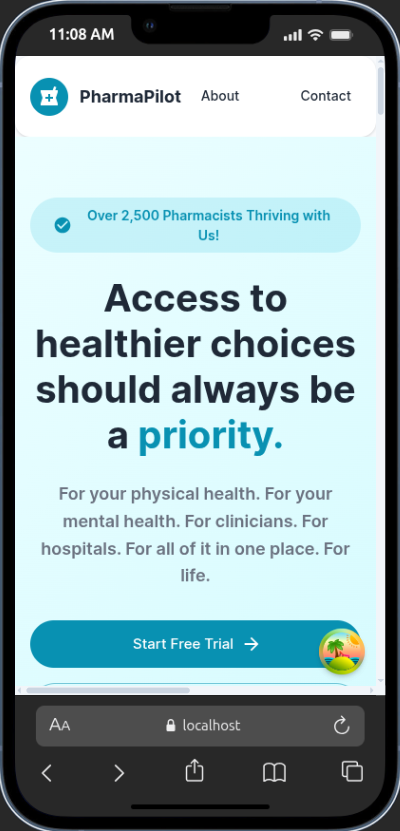 11:08 AM
PharmaPilot
About
Contact
Over 2,500 Pharmacists Thriving with
Us!
Access to
healthier choices
should always be
a priority.
For your physical health. For your
mental health. For clinicians. For
hospitals. For all of it in one place. For
life.
Start Free Trial
AA
localhost